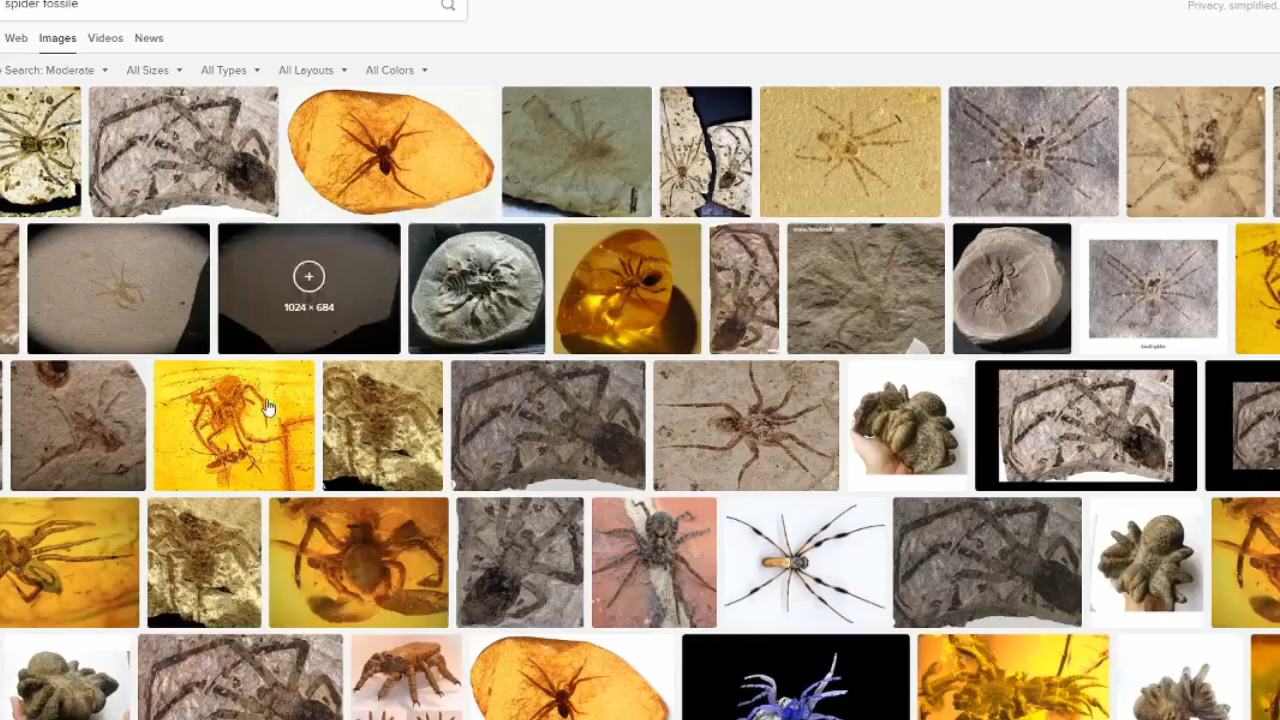 spider fossile
Privacy, simplified.
Web Images Videos News
Search: Moderate All Sizes All Types All Layouts All Colors
1024 × 684